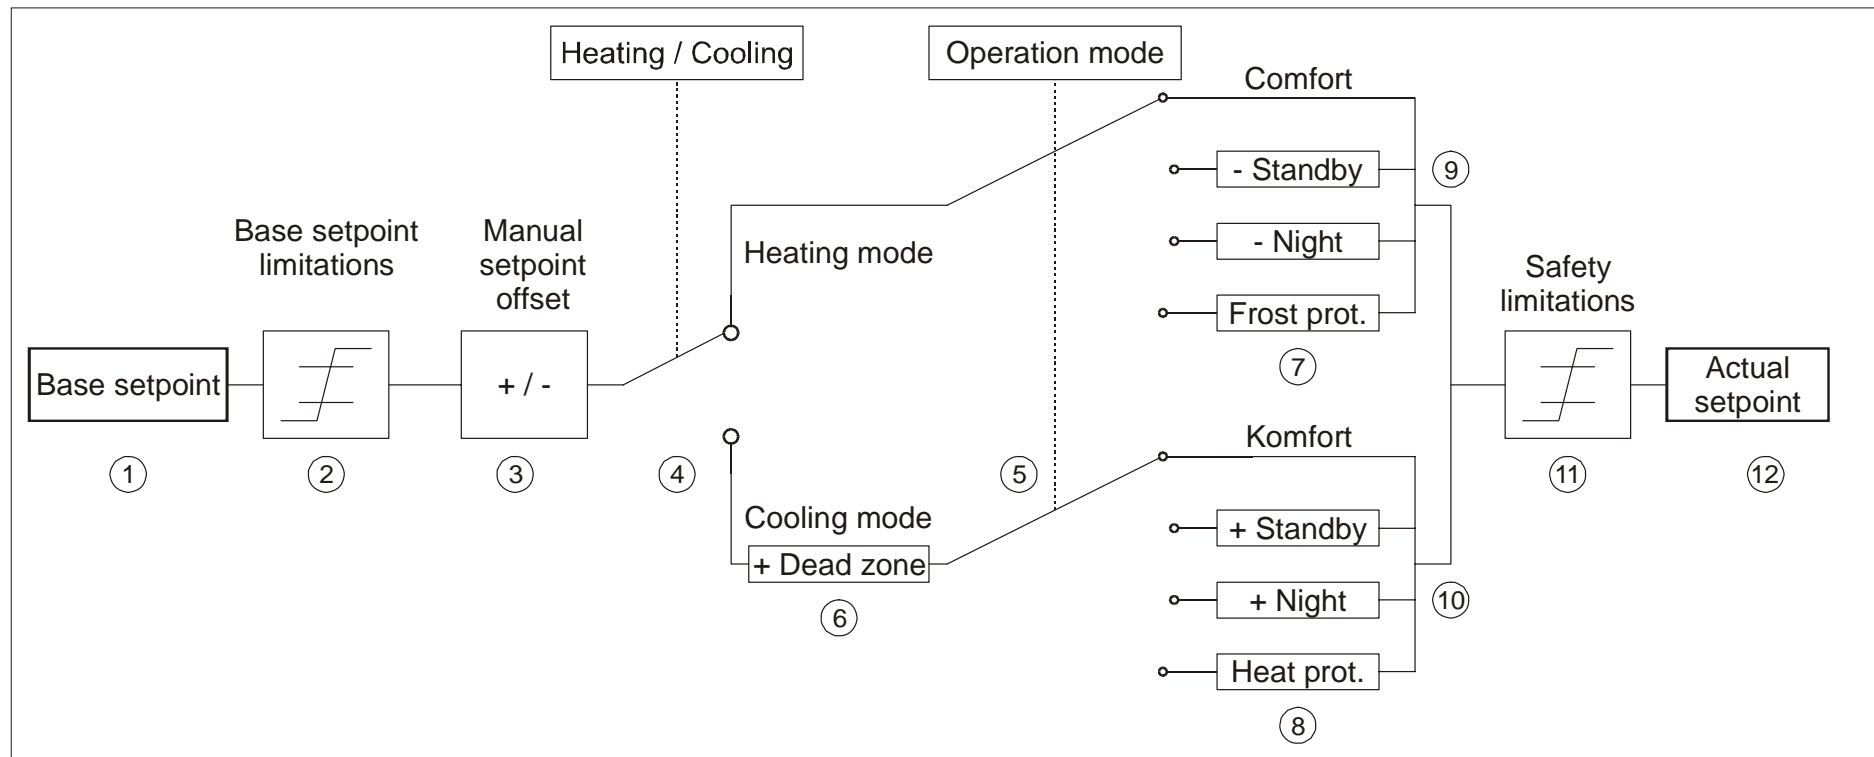 Heating / Cooling
Operation mode
Comfort
- Standby
9
- Night
Frost prot.
7
Base setpoint
limitations
Manual
setpoint
offset
Heating mode
Safety
limitations
Base setpoint
+ / -
Actual
setpoint
1
2
3
4
5
11
12
Komfort
Cooling mode
+ Dead zone
6
+ Standby
+ Night
10
Heat prot.
8